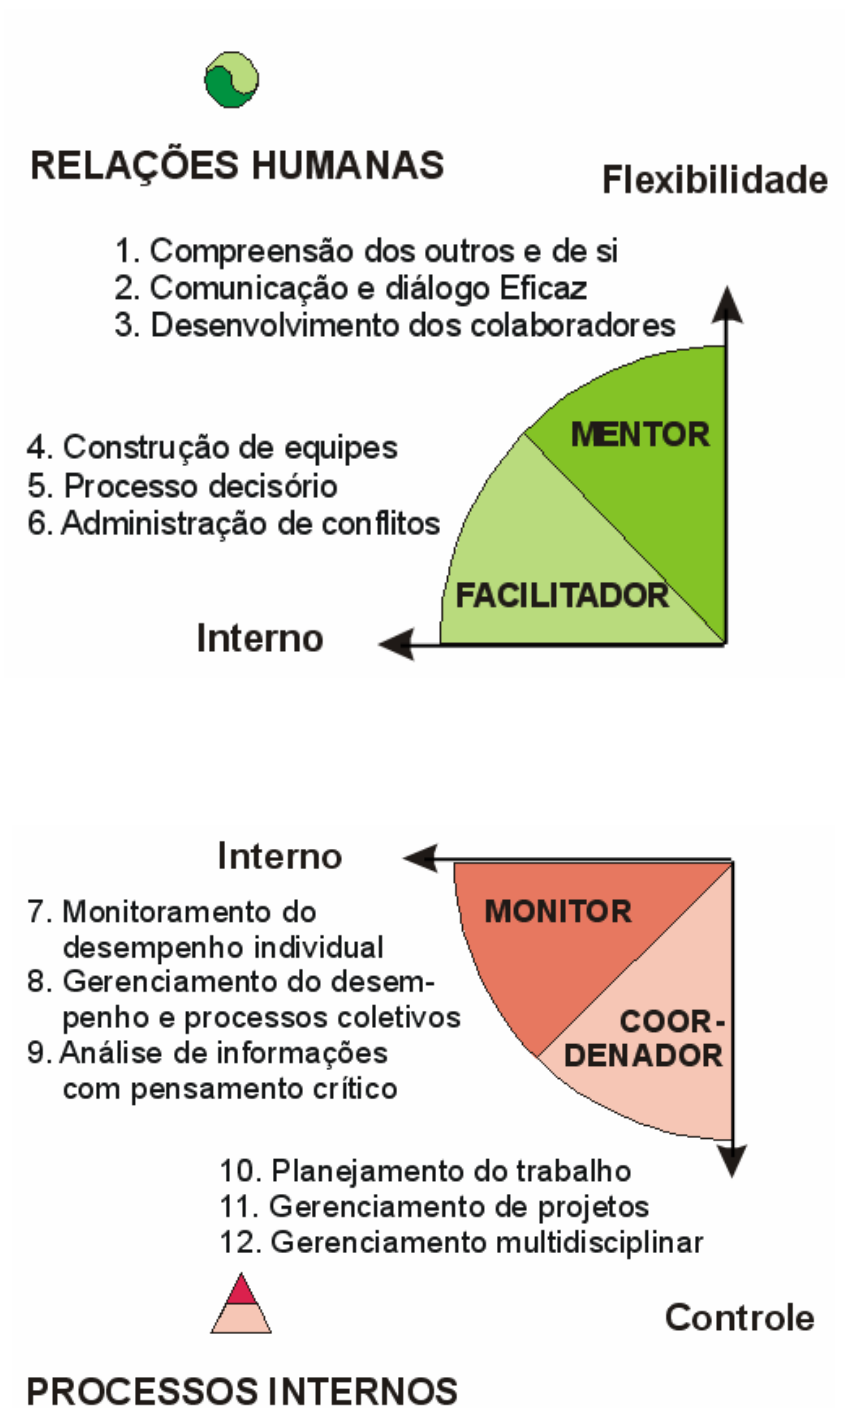 RELAÇÕES HUMANAS
Flexibilidade
1. Compreensão dos outros e de si
2. Comunicação e diálogo Eficaz
3. Desenvolvimento dos colaboradores
MENTOR
4. Construção de equipes
5. Processo decisório
6. Administração de conflitos
FACILITADOR
Interno
Interno
7. Monitoramento do
desempenho individual
8. Gerenciamento do desem-
penho e processos coletivos
9. Análise de informações
com pensamento crítico
MONITOR
COOR-
DENADOR
10. Planejamento do trabalho
11. Gerenciamento de projetos
12. Gerenciamento multidisciplinar
Controle
PROCESSOS INTERNOS